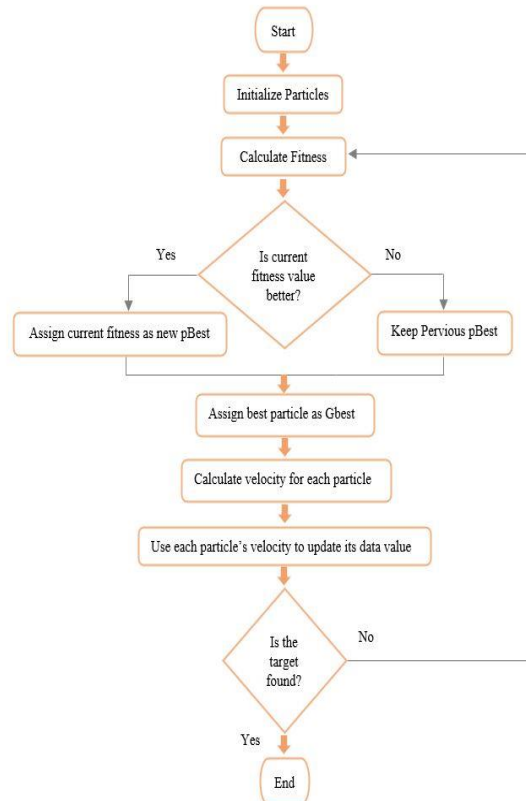 Start
Initialize Particles
Calculate Fitness
Is current
fitness value
better?
Yes
No
Assign current fitness as new pBest
Keep Pervious pBest
Assign best particle as Gbest
Calculate velocity for each particle
Use each particle's velocity to update its data value
Is the
target
found?
No
Yes
End